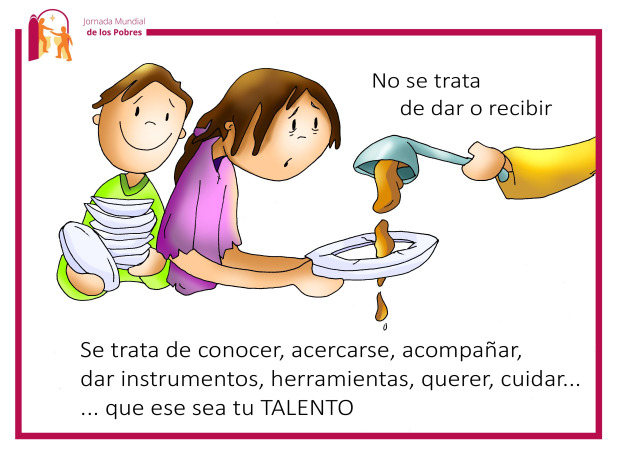 Jornada Mundial
de los Pobres
No se trata
de dar o recibir
Se trata de conocer, acercarse, acompañar,
dar instrumentos, herramientas, querer, cuidar...
... que ese sea tu TALENTO